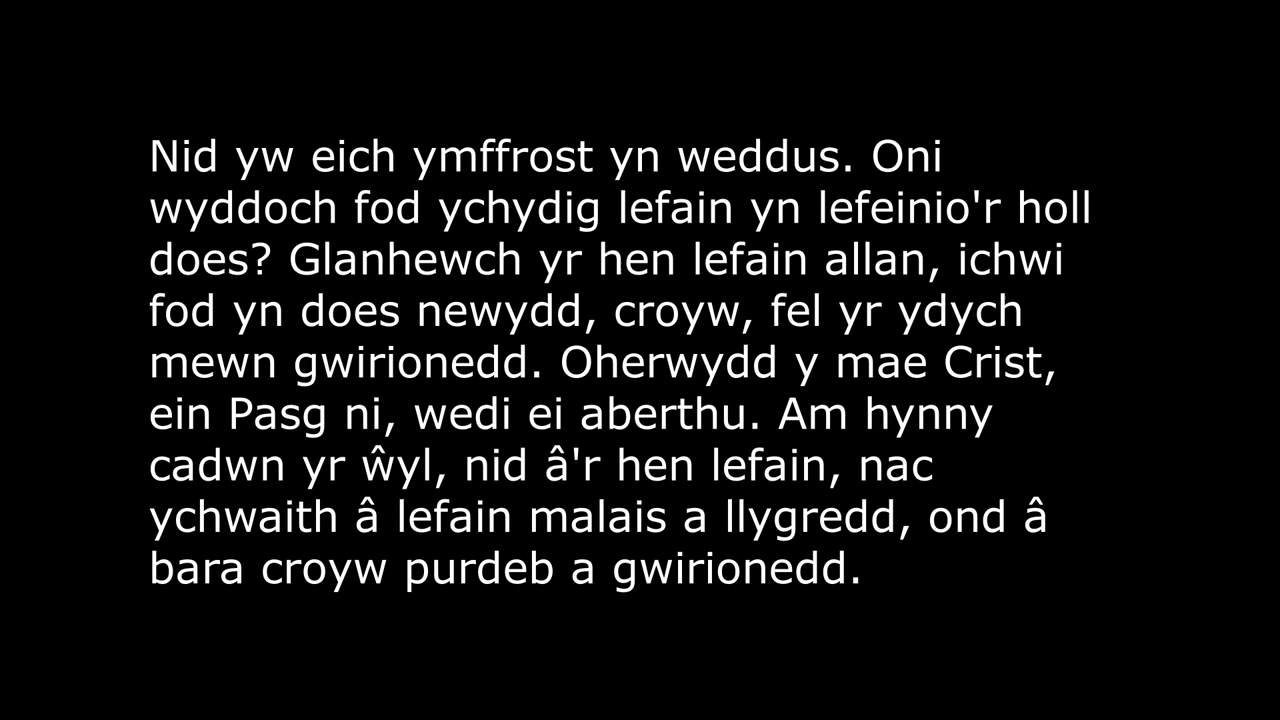 Nid yw eich ymffrost yn weddus. Oni
wyddoch fod ychydig lefain yn lefeinio'r holl
does? Glanhewch yr hen lefain allan, ichwi
fod yn does newydd, croyw, fel yr ydych
mewn gwirionedd. Oherwydd y mae Crist,
ein Pasg ni, wedi ei aberthu. Am hynny
cadwn yr ŵyl, nid â'r hen lefain, nac
ychwaith â lefain malais a llygredd, ond â
bara croyw purdeb a gwirionedd.